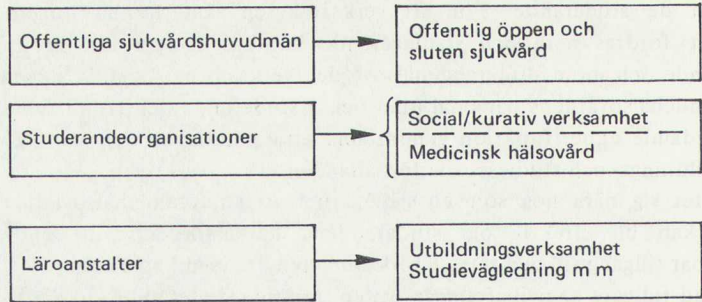 Offentliga sjukvårdshuvudmän
Offentlig öppen och
sluten sjukvård
Studerandeorganisationer
Social/kurativ verksamhet
Medicinsk hälsovård
Läroanstalter
Utbildningsverksamhet
Studievägledning m m